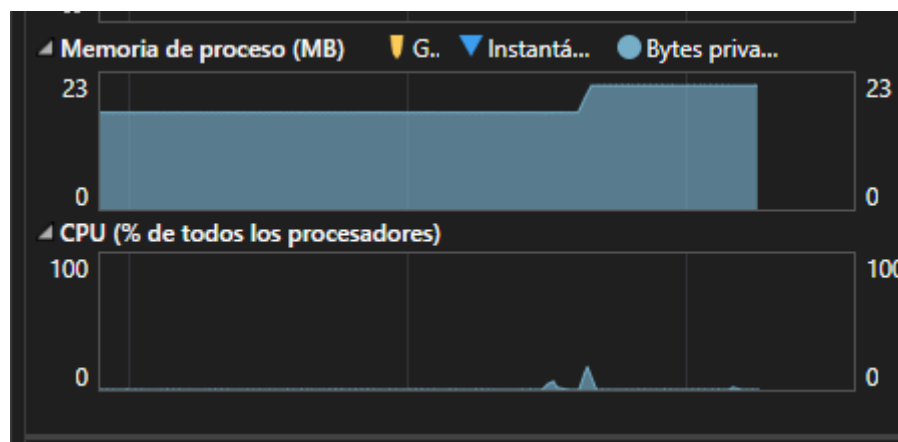 Memoria de proceso (MB) G.. Instantá... Bytes priva...
23 23
0 0
CPU (% de todos los procesadores)
100 100
0 0